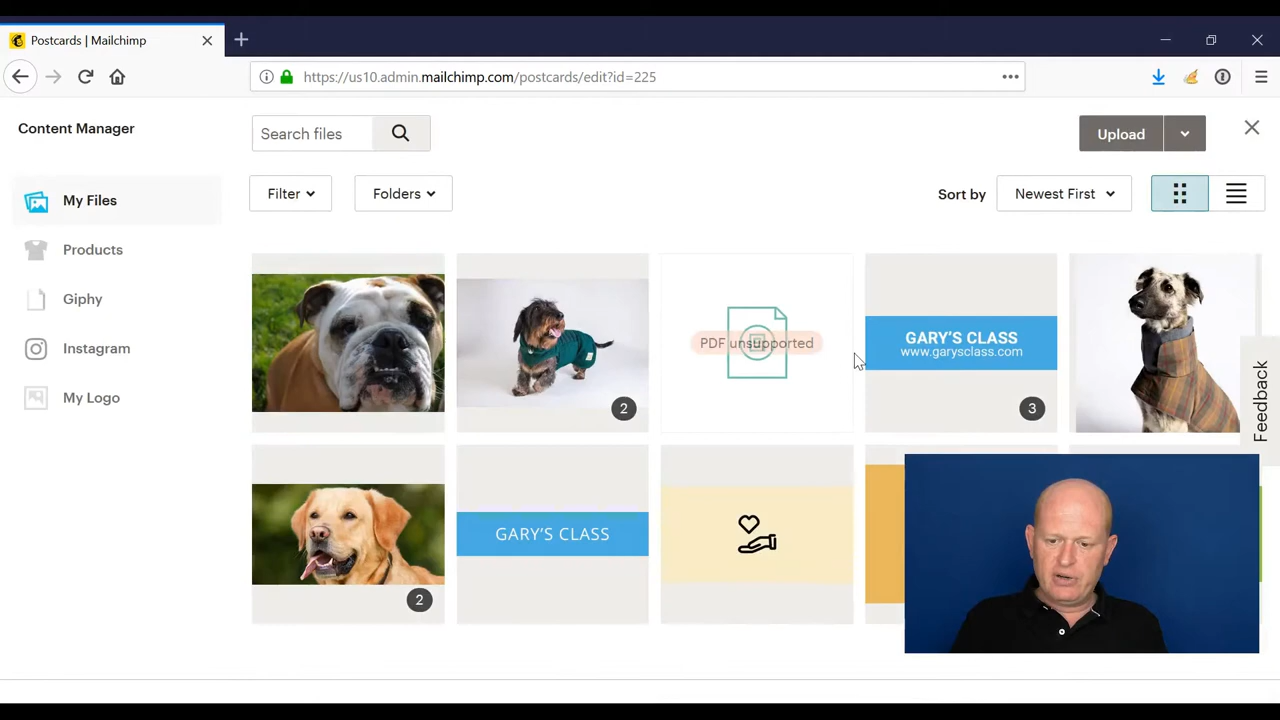 Postcards | Mailchimp
https://us10.admin.mailchimp.com/postcards/edit?id=225
Content Manager
Search files
Upload
My Files
Filter
Folders
Sort by
Newest First
Products
Giphy
Instagram
My Logo
PDF unsupported
GARY'S CLASS
www.garysclass.com
2
3
Feedback
GARY'S CLASS
2